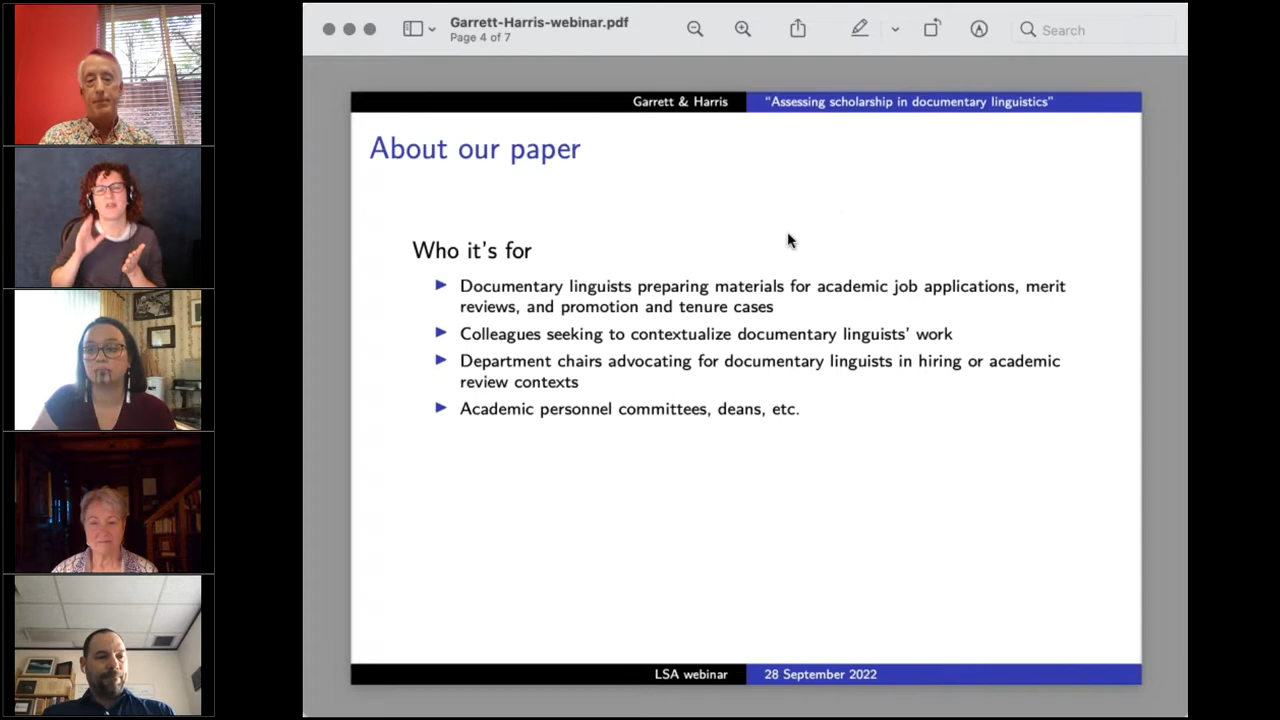 Garrett-Harris-webinar.pdf
Page 4 of 7
Search
Garrett & Harris
"Assessing scholarship in documentary linguistics"
About our paper
Who it's for
Documentary linguists preparing materials for academic job applications, merit
reviews, and promotion and tenure cases
Colleagues seeking to contextualize documentary linguists' work
Department chairs advocating for documentary linguists in hiring or academic
review contexts
Academic personnel committees, deans, etc.
LSA webinar
28 September 2022